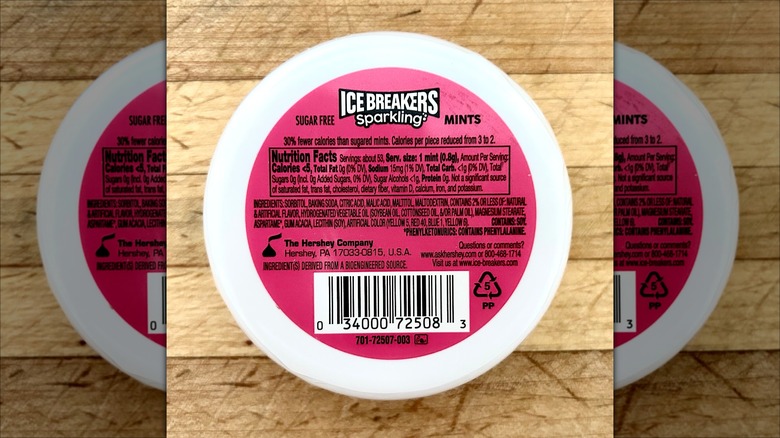 ICE BREAKERS
SUGAR FREE Sparkling's MINTS
30% fewer calories than sugared mints. Calories per piece reduced from 3 to 2.
Nutrition Facts Servings: about 53, Serv. size: 1 mint (0.8g), Amount Per Serving:
Calories <5, Total Fat 0g (0% DV), Sodium 15mg (1% DV), Total Carb. <1g (0% DV), Total
Sugars 0g (Incl. 0g Added Sugars, 0% DV), Sugar Alcohols <1g, Protein 0g. Not a significant source
of saturated fat, trans fat, cholesterol, dietary fiber, vitamin D, calcium, iron, and potassium.
INGREDIENTS: SORBITOL, BAKING SODA, CITRIC ACID, MALIC ACID, MALTITOL, MALTODEXTRIN, CONTAINS 2% OR LESS OF: NATURAL
& ARTIFICIAL FLAVOR, HYDROGENATED VEGETABLE OIL (SOYBEAN OIL, COTTONSEED OIL, &/OR PALM OIL), MAGNESIUM STEARATE,
ASPARTAME*, GUM ACACIA, LECITHIN (SOY), ARTIFICIAL COLOR (YELLOW 5, RED 40, BLUE 1, YELLOW 6). CONTAINS: SOY.
*PHENYLKETONURICS: CONTAINS PHENYLALANINE.
The Hershey Company
Hershey, PA 17033-0815, U.S.A.
INGREDIENT(S) DERIVED FROM A BIOENGINEERED SOURCE.
Questions or comments?
www.askhershey.com or 800-468-1714
Visit us at www.ice-breakers.com
5
PP
0 34000 72508 3
701-72507-003